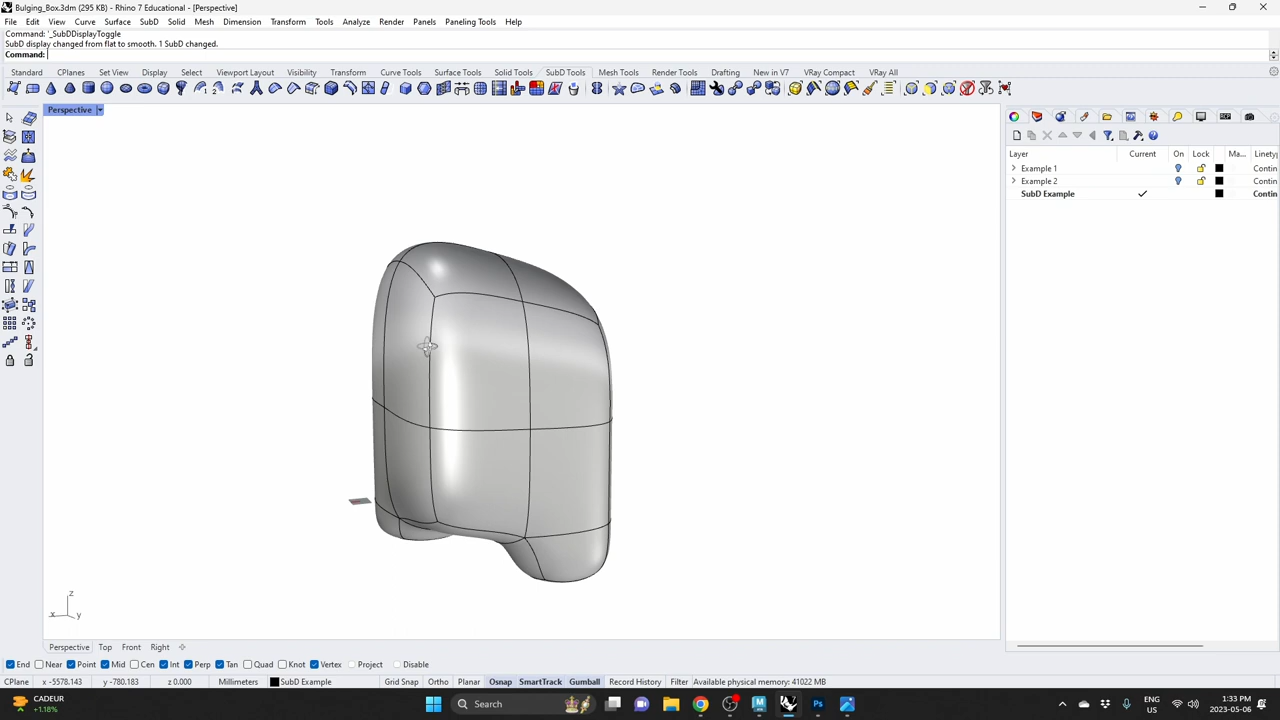 Bulging_Box.3dm (295 KB) - Rhino 7 Educational - [Perspective]
File Edit View Curve Surface SubD Solid Mesh Dimension Transform Tools Analyze Render Panels Paneling Tools Help
Command: '_SubDDisplayToggle
SubD display changed from flat to smooth. 1 SubD changed.
Command:
Standard CPlanes Set View Display Select Viewport Layout Visibility Transform Curve Tools Surface Tools Solid Tools SubD Tools Mesh Tools Render Tools Drafting New in V7 VRay Compact VRay All
Perspective
Layer Current On Lock Ma... Linety
Example 1 Contin
Example 2 Contin
SubD Example Contin
z
x y
Perspective Top Front Right
End Near Point Mid Cen Int Perp Tan Quad Knot Vertex Project Disable
CPlane x -5578.143 y -780.183 z 0.000 Millimeters SubD Example Grid Snap Ortho Planar Osnap SmartTrack Gumball Record History Filter Available physical memory: 41022 MB
CADEUR
+1.18%
Search
ENG
US
1:33 PM
2023-05-06